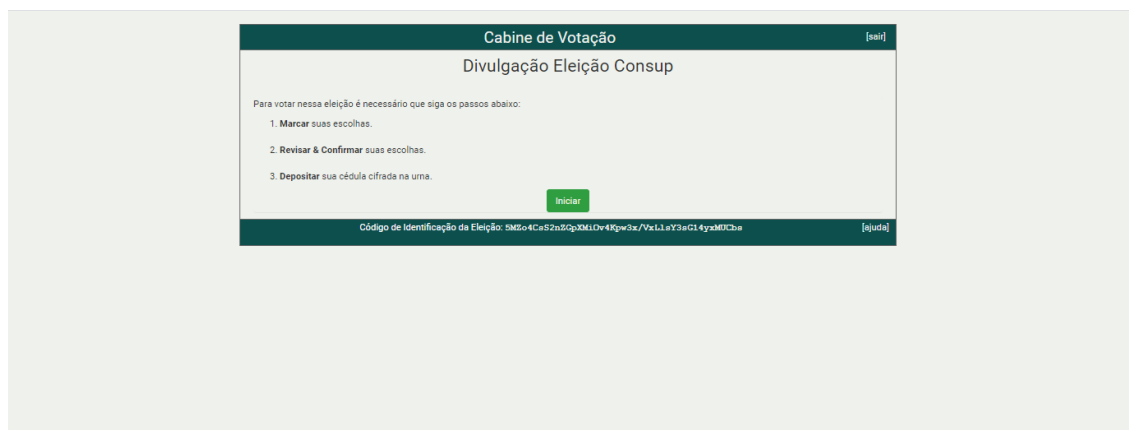 Cabine de Votação [sair]
Divulgação Eleição Consup
Para votar nessa eleição é necessário que siga os passos abaixo:
1. Marcar suas escolhas.
2. Revisar & Confirmar suas escolhas.
3. Depositar sua cédula cifrada na urna.
Iniciar
Código de Identificação da Eleição: 5MZo4CsS2nZGpXMiOv4Kpw3x/VxLlsY3sG14yxMUCbs [ajuda]